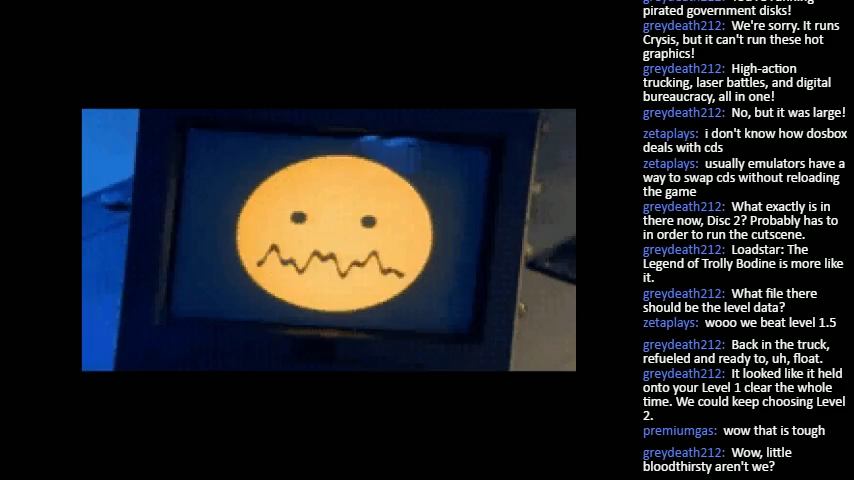 pirated government disks!
greydeath212: We're sorry. It runs
Crysis, but it can't run these hot
graphics!
greydeath212: High-action
trucking, laser battles, and digital
bureaucracy, all in one!
greydeath212: No, but it was large!
zetaplays: i don't know how dosbox
deals with cds
zetaplays: usually emulators have a
way to swap cds without reloading
the game
greydeath212: What exactly is in
there now, Disc 2? Probably has to
in order to run the cutscene.
greydeath212: Loadstar: The
Legend of Trolly Bodine is more like
it.
greydeath212: What file there
should be the level data?
zetaplays: wooo we beat level 1.5
greydeath212: Back in the truck,
refueled and ready to, uh, float.
greydeath212: It looked like it held
onto your Level 1 clear the whole
time. We could keep choosing Level
2.
premiumgas: wow that is tough
greydeath212: Wow, little
bloodthirsty aren't we?